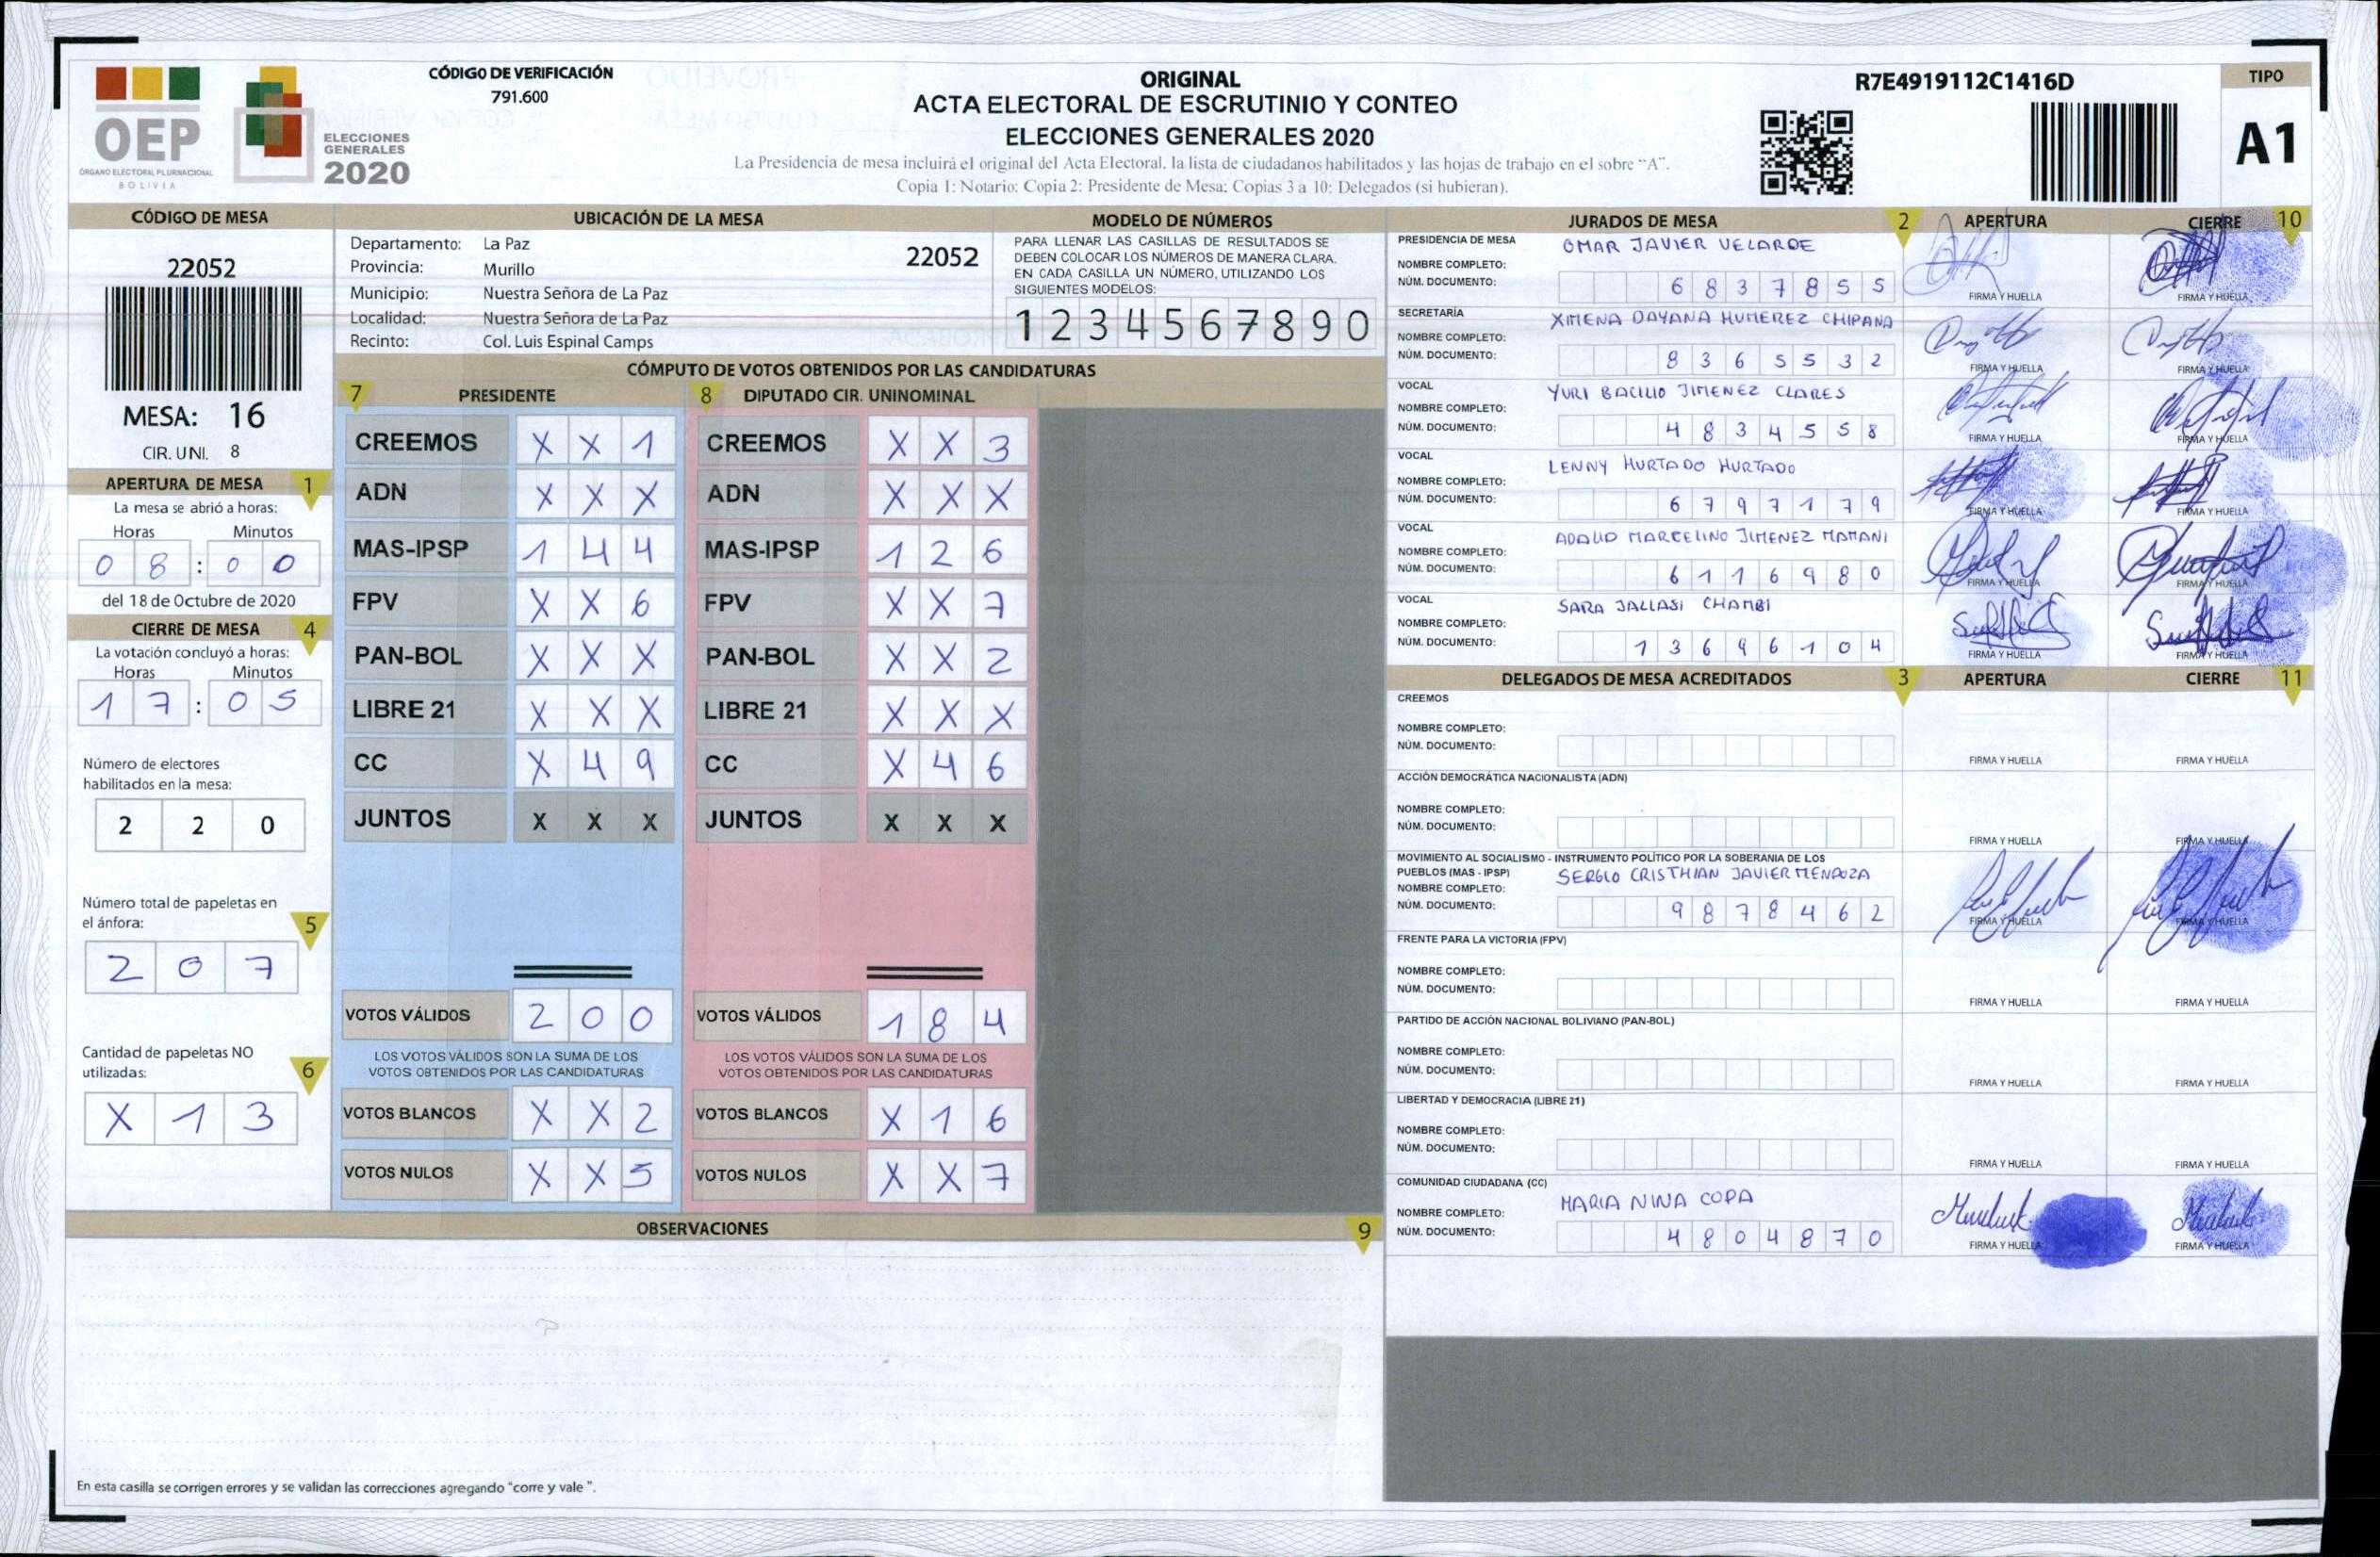 OEP
ÓRGANO ELECTORAL PLURINACIONAL
BOLIVIA
ELECCIONES
GENERALES
2020
CÓDIGO DE VERIFICACIÓN
791.600
ORIGINAL
ACTA ELECTORAL DE ESCRUTINIO Y CONTEO
ELECCIONES GENERALES 2020
La Presidencia de mesa incluirá el original del Acta Electoral, la lista de ciudadanos habilitados y las hojas de trabajo en el sobre "A".
Copia 1: Notario; Copia 2: Presidente de Mesa; Copias 3 a 10: Delegados (si hubieran).
R7E4919112C1416D
TIPO
A1
CÓDIGO DE MESA
22052
MESA: 16
CIR. UNI. 8
APERTURA DE MESA 1
La mesa se abrió a horas:
Horas Minutos
0 8 : 0 0
del 18 de Octubre de 2020
CIERRE DE MESA 4
La votación concluyó a horas:
Horas Minutos
1 7 : 0 5
Número de electores
habilitados en la mesa:
2 2 0
Número total de papeletas en
el ánfora: 5
2 0 7
Cantidad de papeletas NO
utilizadas: 6
X 1 3
UBICACIÓN DE LA MESA
Departamento: La Paz 22052
Provincia: Murillo
Municipio: Nuestra Señora de La Paz
Localidad: Nuestra Señora de La Paz
Recinto: Col. Luis Espinal Camps
MODELO DE NÚMEROS
PARA LLENAR LAS CASILLAS DE RESULTADOS SE
DEBEN COLOCAR LOS NÚMEROS DE MANERA CLARA.
EN CADA CASILLA UN NÚMERO, UTILIZANDO LOS
SIGUIENTES MODELOS:
1 2 3 4 5 6 7 8 9 0
CÓMPUTO DE VOTOS OBTENIDOS POR LAS CANDIDATURAS
7 PRESIDENTE
CREEMOS X X 1
ADN X X X
MAS-IPSP 1 4 4
FPV X X 6
PAN-BOL X X X
LIBRE 21 X X X
CC X 4 9
JUNTOS X X X
VOTOS VÁLIDOS 2 0 0
LOS VOTOS VÁLIDOS SON LA SUMA DE LOS
VOTOS OBTENIDOS POR LAS CANDIDATURAS
VOTOS BLANCOS X X 2
VOTOS NULOS X X 5
8 DIPUTADO CIR. UNINOMINAL
CREEMOS X X 3
ADN X X X
MAS-IPSP 1 2 6
FPV X X 7
PAN-BOL X X 2
LIBRE 21 X X X
CC X 4 6
JUNTOS X X X
VOTOS VÁLIDOS 1 8 4
LOS VOTOS VÁLIDOS SON LA SUMA DE LOS
VOTOS OBTENIDOS POR LAS CANDIDATURAS
VOTOS BLANCOS X 1 6
VOTOS NULOS X X 7
OBSERVACIONES 9
En esta casilla se corrigen errores y se validan las correcciones agregando "corre y vale ".
JURADOS DE MESA 2 APERTURA CIERRE 10
PRESIDENCIA DE MESA OMAR JAVIER VELARDE
NOMBRE COMPLETO:
NÚM. DOCUMENTO: 6 8 3 7 8 5 5
FIRMA Y HUELLA FIRMA Y HUELLA
SECRETARÍA XIMENA DAYANA HUMEREZ CHIPANA
NOMBRE COMPLETO:
NÚM. DOCUMENTO: 8 3 6 5 5 3 2
FIRMA Y HUELLA FIRMA Y HUELLA
VOCAL YURI BACILIO JIMENEZ CLARES
NOMBRE COMPLETO:
NÚM. DOCUMENTO: 4 8 3 4 5 5 8
FIRMA Y HUELLA FIRMA Y HUELLA
VOCAL LENNY HURTADO HURTADO
NOMBRE COMPLETO:
NÚM. DOCUMENTO: 6 7 9 7 1 7 9
FIRMA Y HUELLA FIRMA Y HUELLA
VOCAL MARCELINO JIMENEZ MAMANI
NOMBRE COMPLETO:
NÚM. DOCUMENTO: 6 1 1 6 9 8 0
FIRMA Y HUELLA FIRMA Y HUELLA
VOCAL SARA JALLASI CHAMBI
NOMBRE COMPLETO:
NÚM. DOCUMENTO: 1 3 6 9 6 1 0 4
FIRMA Y HUELLA FIRMA Y HUELLA
DELEGADOS DE MESA ACREDITADOS 3 APERTURA CIERRE 11
CREEMOS
NOMBRE COMPLETO:
NÚM. DOCUMENTO:
FIRMA Y HUELLA FIRMA Y HUELLA
ACCIÓN DEMOCRÁTICA NACIONALISTA (ADN)
NOMBRE COMPLETO:
NÚM. DOCUMENTO:
FIRMA Y HUELLA FIRMA Y HUELLA
MOVIMIENTO AL SOCIALISMO - INSTRUMENTO POLÍTICO POR LA SOBERANIA DE LOS
PUEBLOS (MAS - IPSP) SERGIO CRISTHIAN JAVIER MENDOZA
NOMBRE COMPLETO:
NÚM. DOCUMENTO: 9 8 7 8 4 6 2
FIRMA Y HUELLA FIRMA Y HUELLA
FRENTE PARA LA VICTORIA (FPV)
NOMBRE COMPLETO:
NÚM. DOCUMENTO:
FIRMA Y HUELLA FIRMA Y HUELLA
PARTIDO DE ACCIÓN NACIONAL BOLIVIANO (PAN-BOL)
NOMBRE COMPLETO:
NÚM. DOCUMENTO:
FIRMA Y HUELLA FIRMA Y HUELLA
LIBERTAD Y DEMOCRACIA (LIBRE 21)
NOMBRE COMPLETO:
NÚM. DOCUMENTO:
FIRMA Y HUELLA FIRMA Y HUELLA
COMUNIDAD CIUDADANA (CC)
MARIA NINA COPA
NOMBRE COMPLETO:
NÚM. DOCUMENTO: 4 8 0 4 8 7 0
FIRMA Y HUELLA FIRMA Y HUELLA